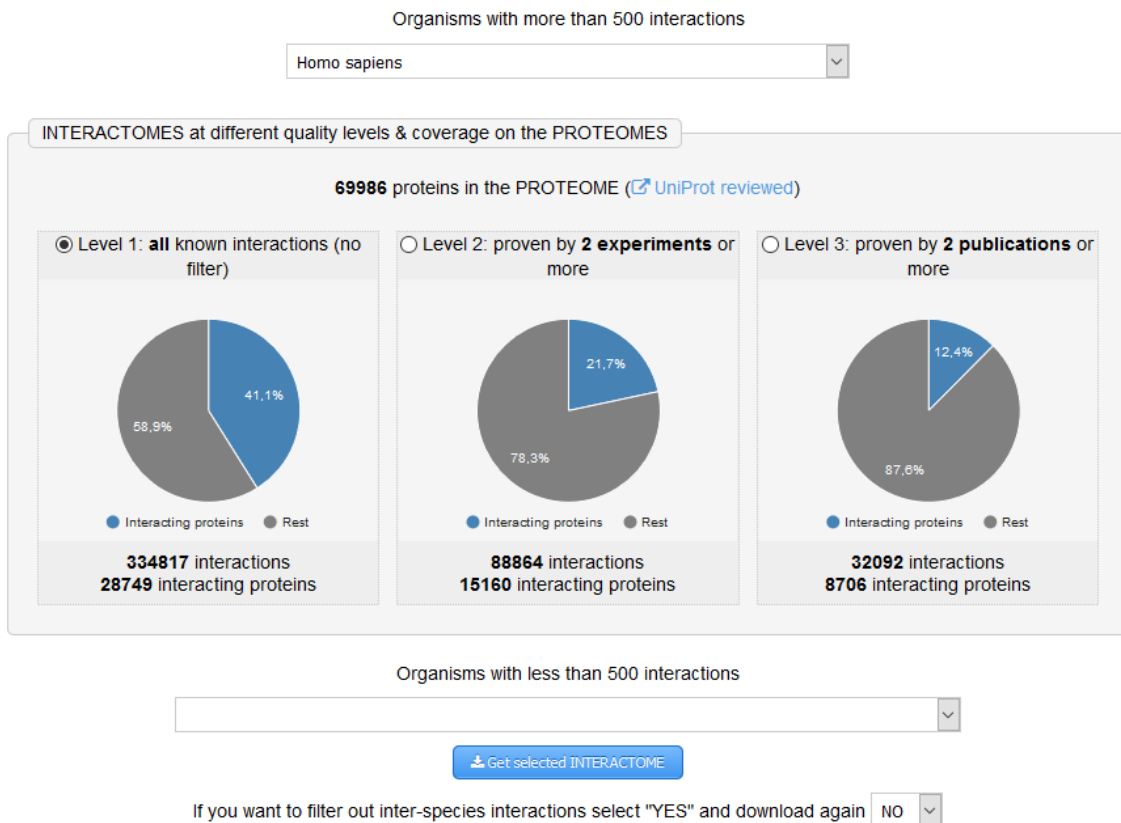 Organisms with more than 500 interactions
Homo sapiens
INTERACTOMES at different quality levels & coverage on the PROTEOMES
69986 proteins in the PROTEOME (UniProt reviewed)
Level 1: all known interactions (no
filter)
41,1%
58,9%
Interacting proteins Rest
334817 interactions
28749 interacting proteins
Level 2: proven by 2 experiments or
more
21,7%
78,3%
Interacting proteins Rest
88864 interactions
15160 interacting proteins
Level 3: proven by 2 publications or
more
12,4%
87,6%
Interacting proteins Rest
32092 interactions
8706 interacting proteins
Organisms with less than 500 interactions
Get selected INTERACTOME
If you want to filter out inter-species interactions select "YES" and download again NO